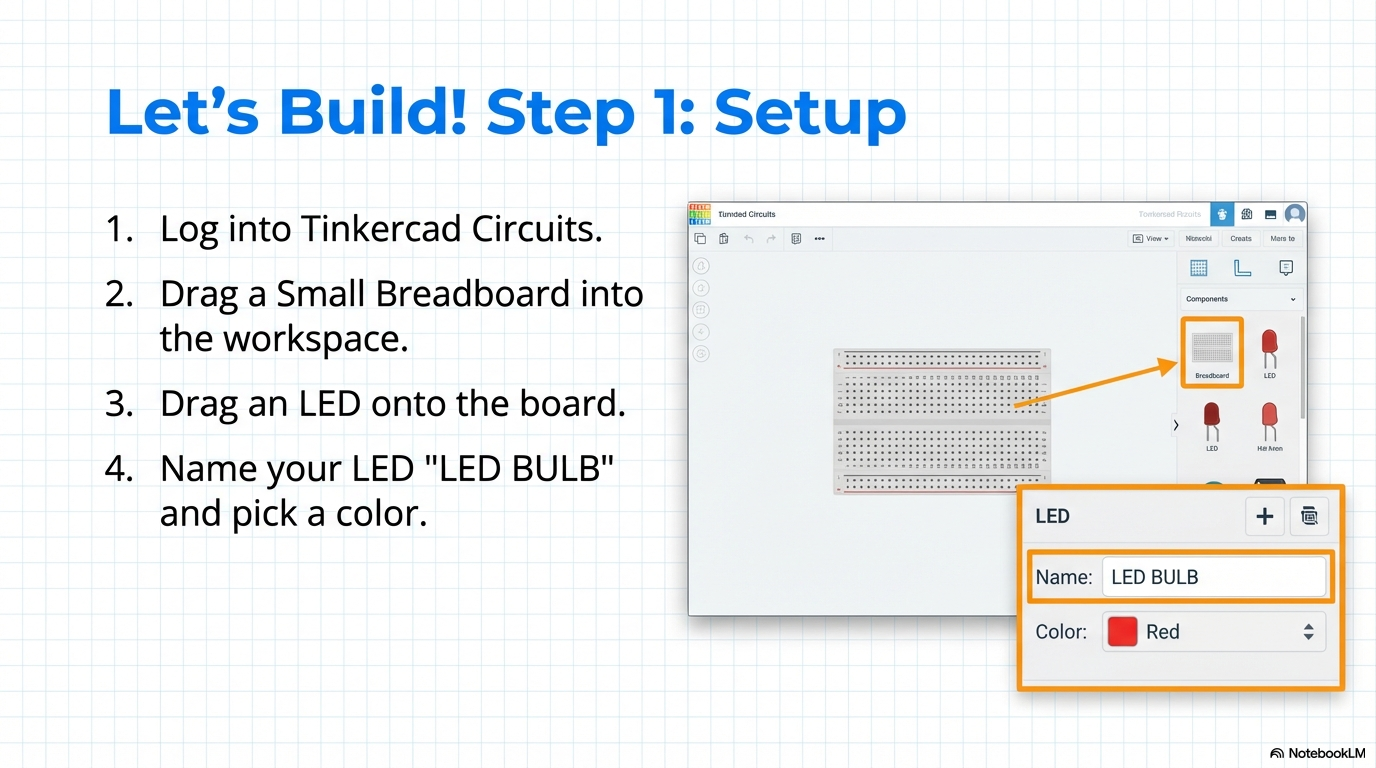 Let's Build! Step 1: Setup
1. Log into Tinkercad Circuits.
2. Drag a Small Breadboard into
the workspace.
3. Drag an LED onto the board.
4. Name your LED "LED BULB"
and pick a color.
Circuits
View
Creats
Components
Breadboard
LED
LED
LED
Name: LED BULB
Color: Red
NotebookLM